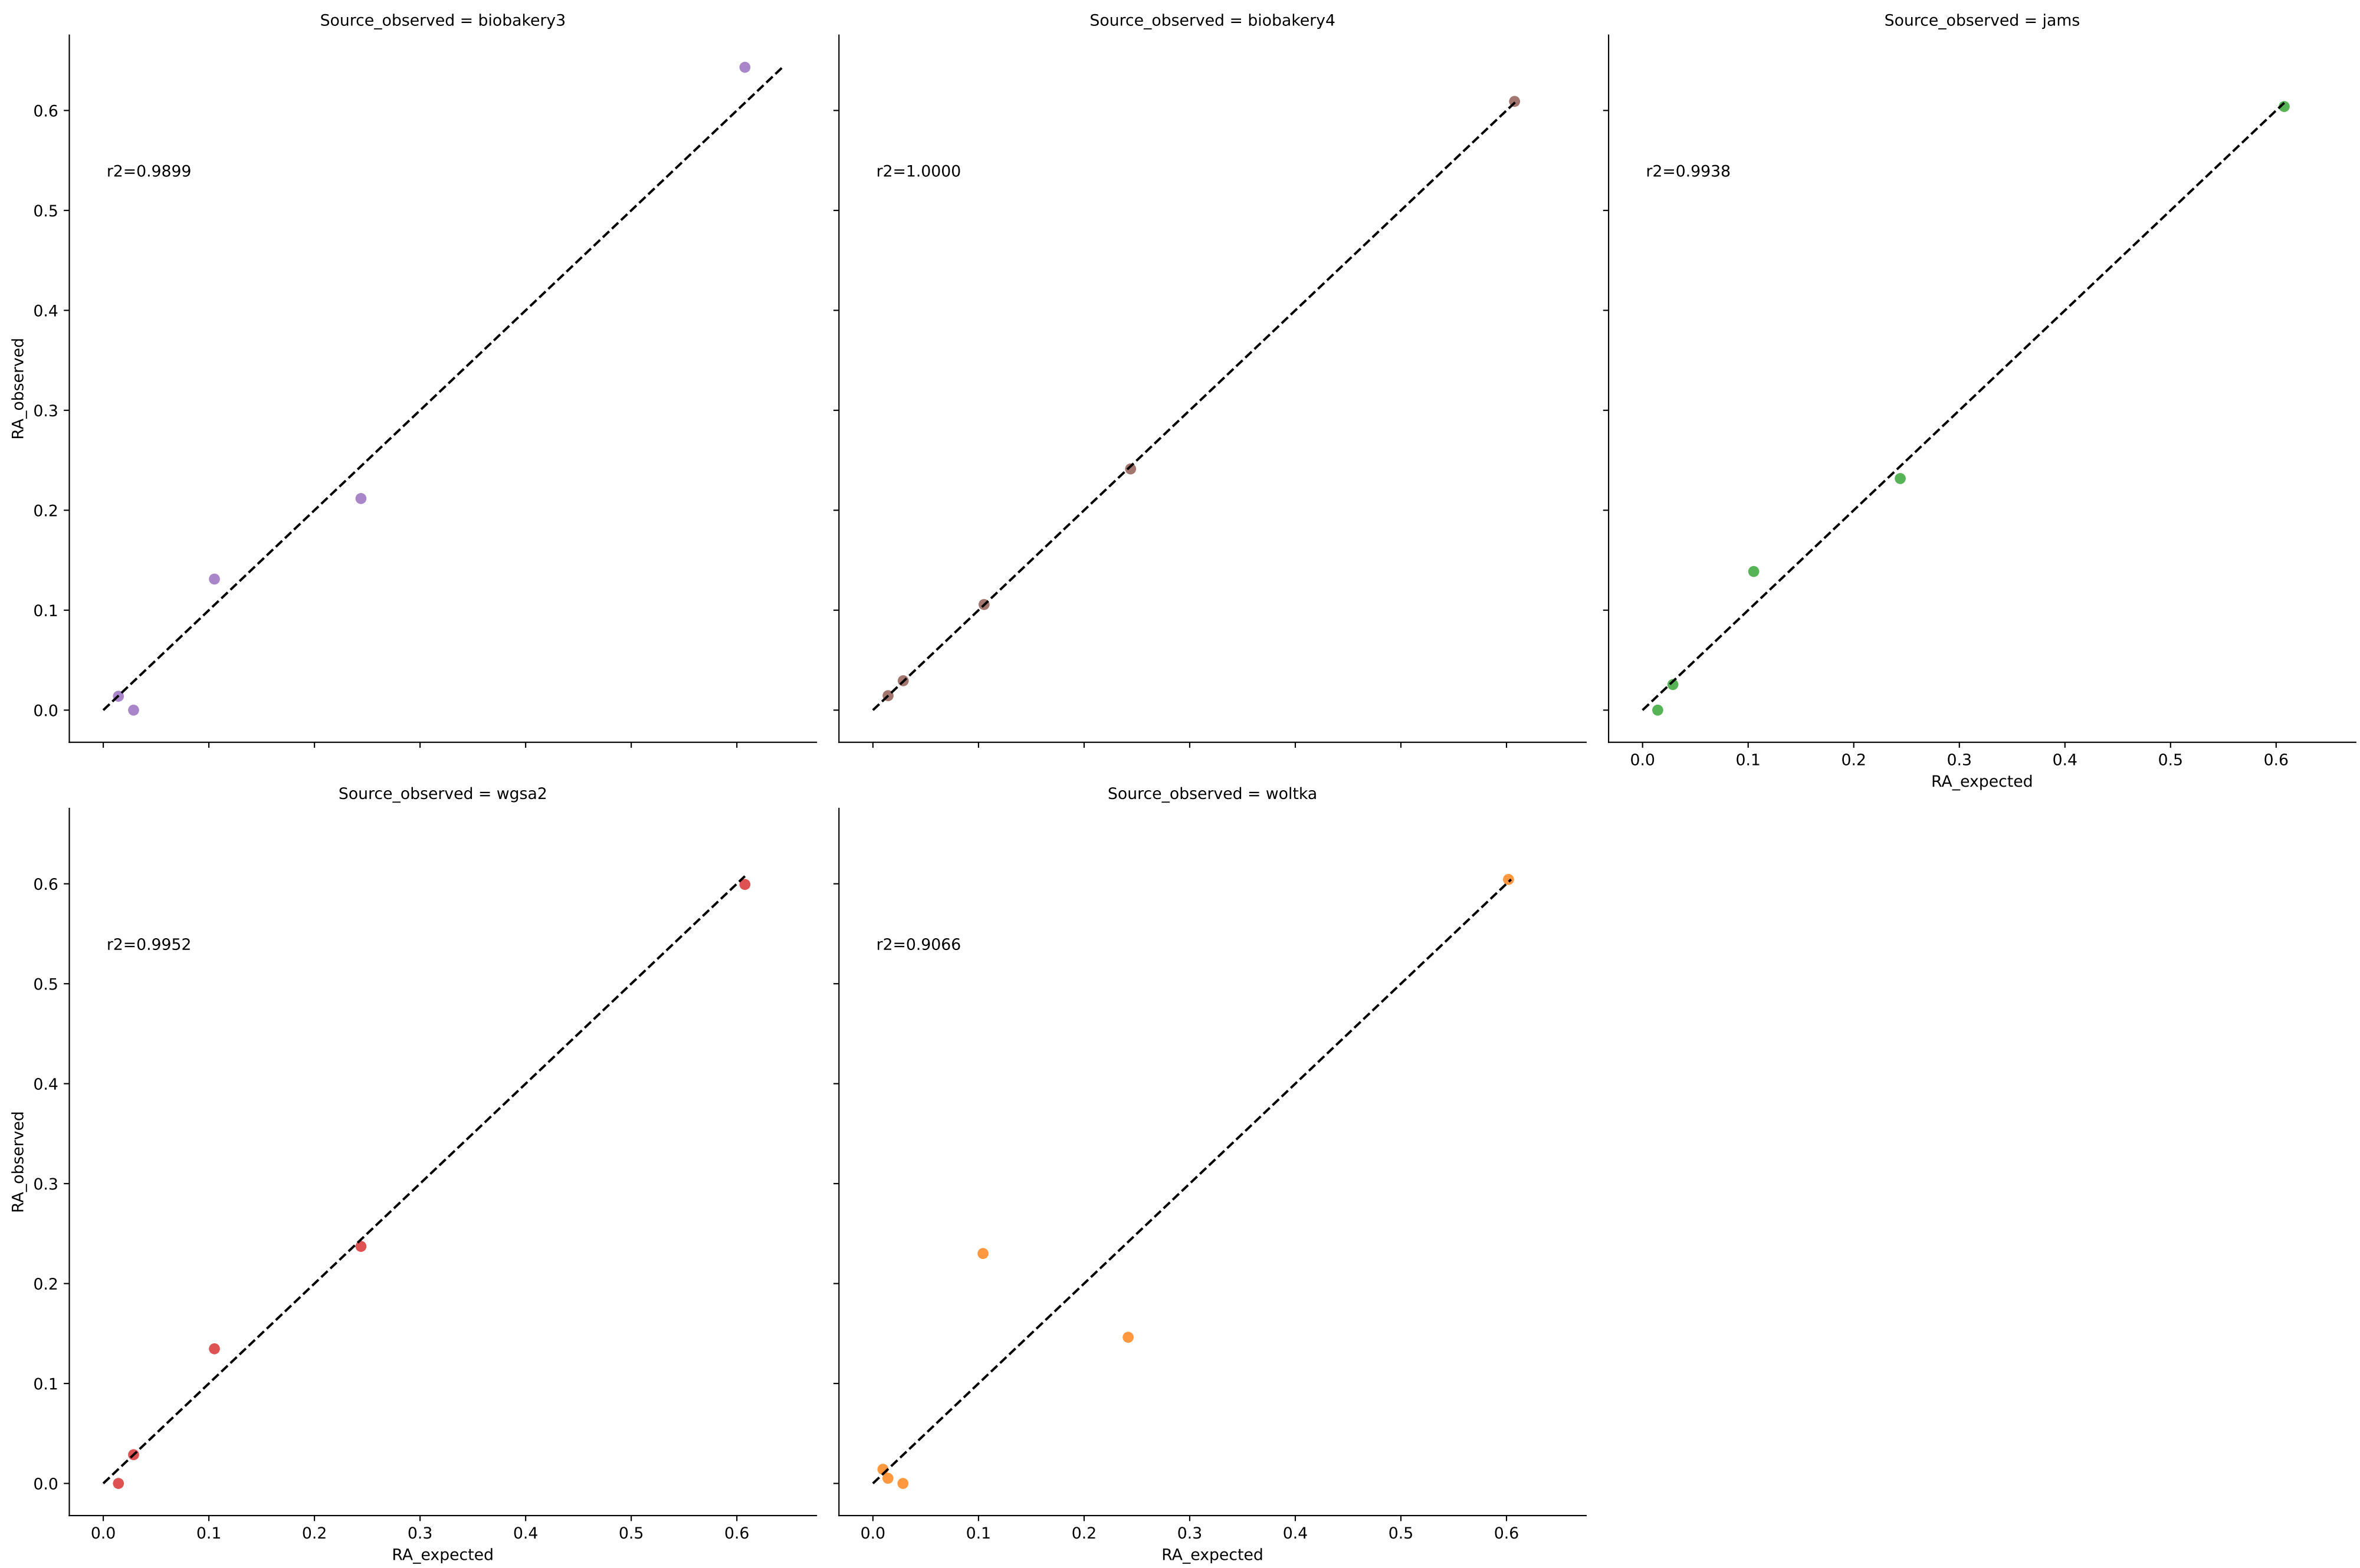 Source_observed = biobakery3
RA_observed
0.6
0.5
0.4
0.3
0.2
0.1
0.0
r2=0.9899
Source_observed = biobakery4
r2=1.0000
Source_observed = jams
r2=0.9938
0.0 0.1 0.2 0.3 0.4 0.5 0.6
RA_expected
Source_observed = wgsa2
RA_observed
0.6
0.5
0.4
0.3
0.2
0.1
0.0
r2=0.9952
0.0 0.1 0.2 0.3 0.4 0.5 0.6
RA_expected
Source_observed = woltka
r2=0.9066
0.0 0.1 0.2 0.3 0.4 0.5 0.6
RA_expected